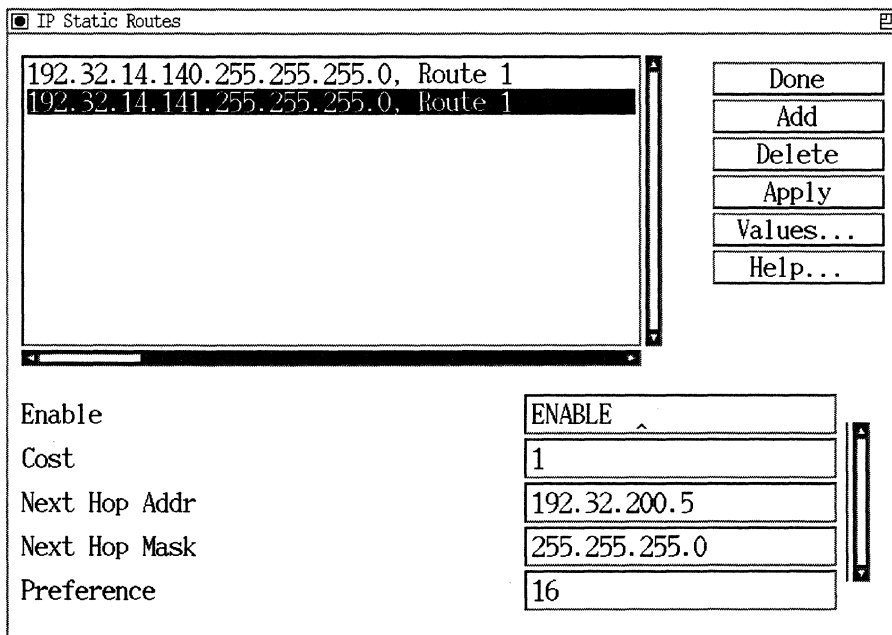 IP Static Routes
192.32.14.140.255.255.255.0, Route 1
192.32.14.141.255.255.255.0, Route 1
Done
Add
Delete
Apply
Values...
Help...
Enable ENABLE
Cost 1
Next Hop Addr 192.32.200.5
Next Hop Mask 255.255.255.0
Preference 16